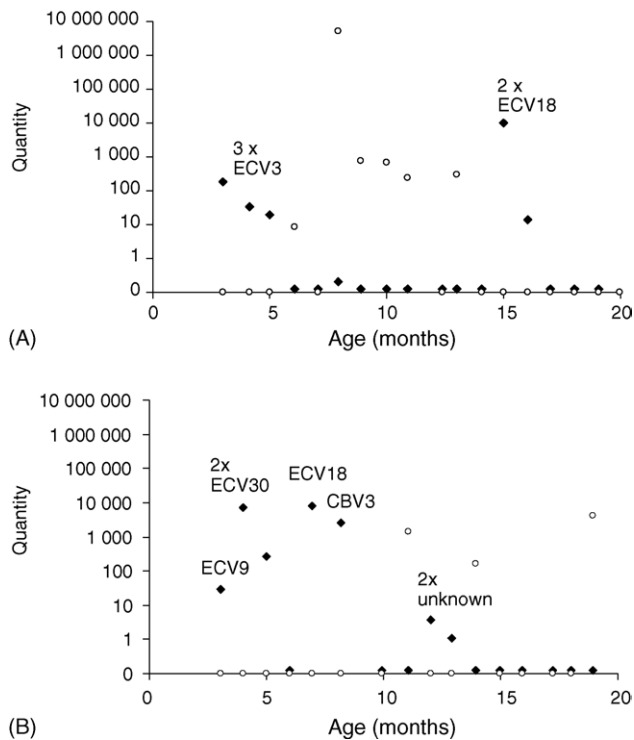 10 000 000
1 000 000
100 000
10 000
1 000
100
10
1
0
Quantity
3 x
ECV3
2 x
ECV18
0
5
10
15
20
Age (months)
(A)
10 000 000
1 000 000
100 000
10 000
1 000
100
10
1
0
Quantity
2x
ECV30
ECV18
CBV3
ECV9
2x
unknown
0
5
10
15
20
Age (months)
(B)